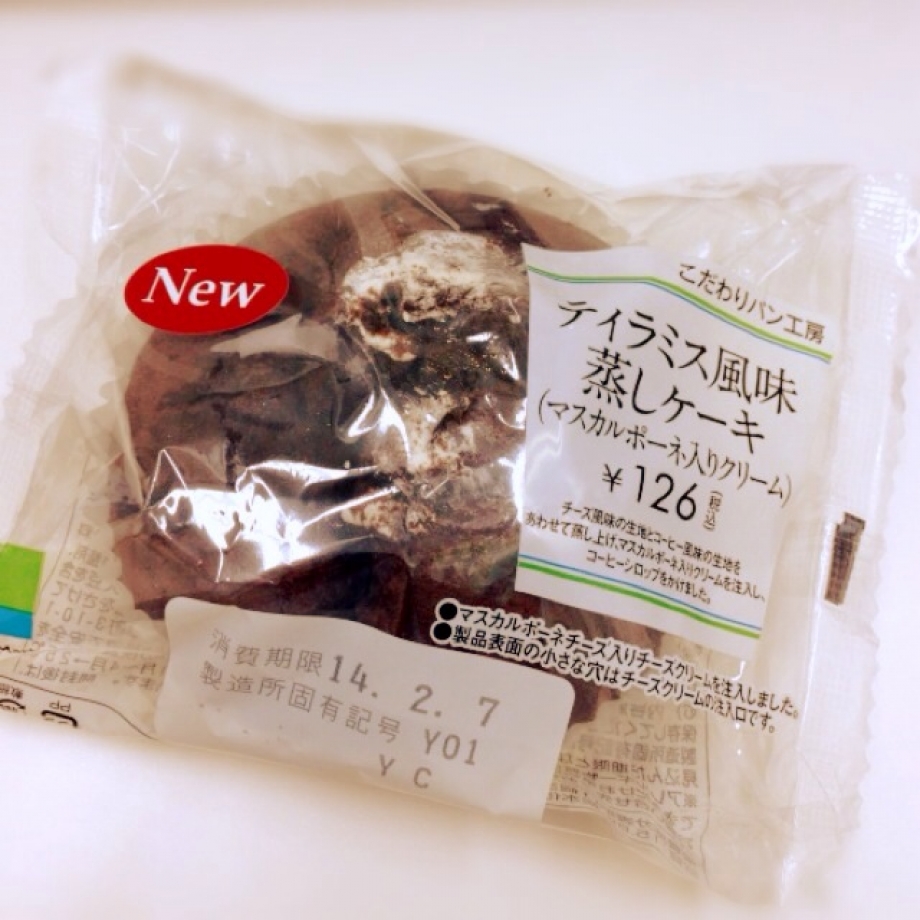 New
こだわりパン工房
ティラミス風味
蒸しケーキ
(マスカルポーネ入りクリーム)
¥126(税込)
チーズ風味の生地とコーヒー風味の生地を
あわせて蒸し上げ、マスカルポーネ入りクリームを注入し、
コーヒーシロップをかけました。
●マスカルポーネチーズ入りチーズクリームを注入しました。
●製品表面の小さな穴はチーズクリームの注入口です。
消費期限14. 2. 7
製造所固有記号 Y01
Y C